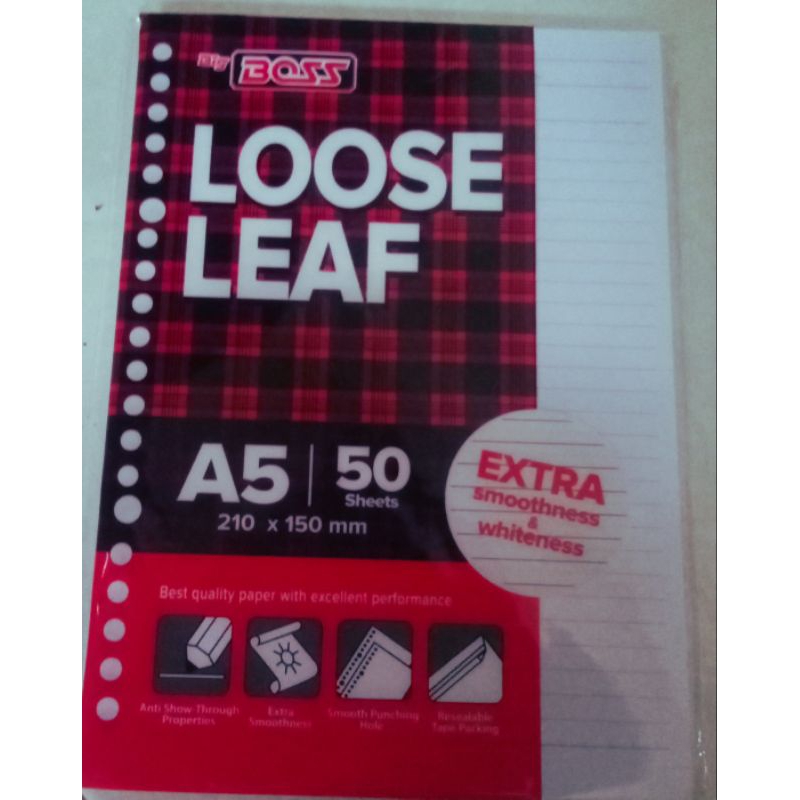 Big BOSS
LOOSE
LEAF
A5 | 50
Sheets
210 x 150 mm
EXTRA
smoothness
&
whiteness
Best quality paper with excellent performance
Anti Show-Through
Properties
Extra
Smoothness
Smooth Punching
Hole
Resealable
Tape Packing